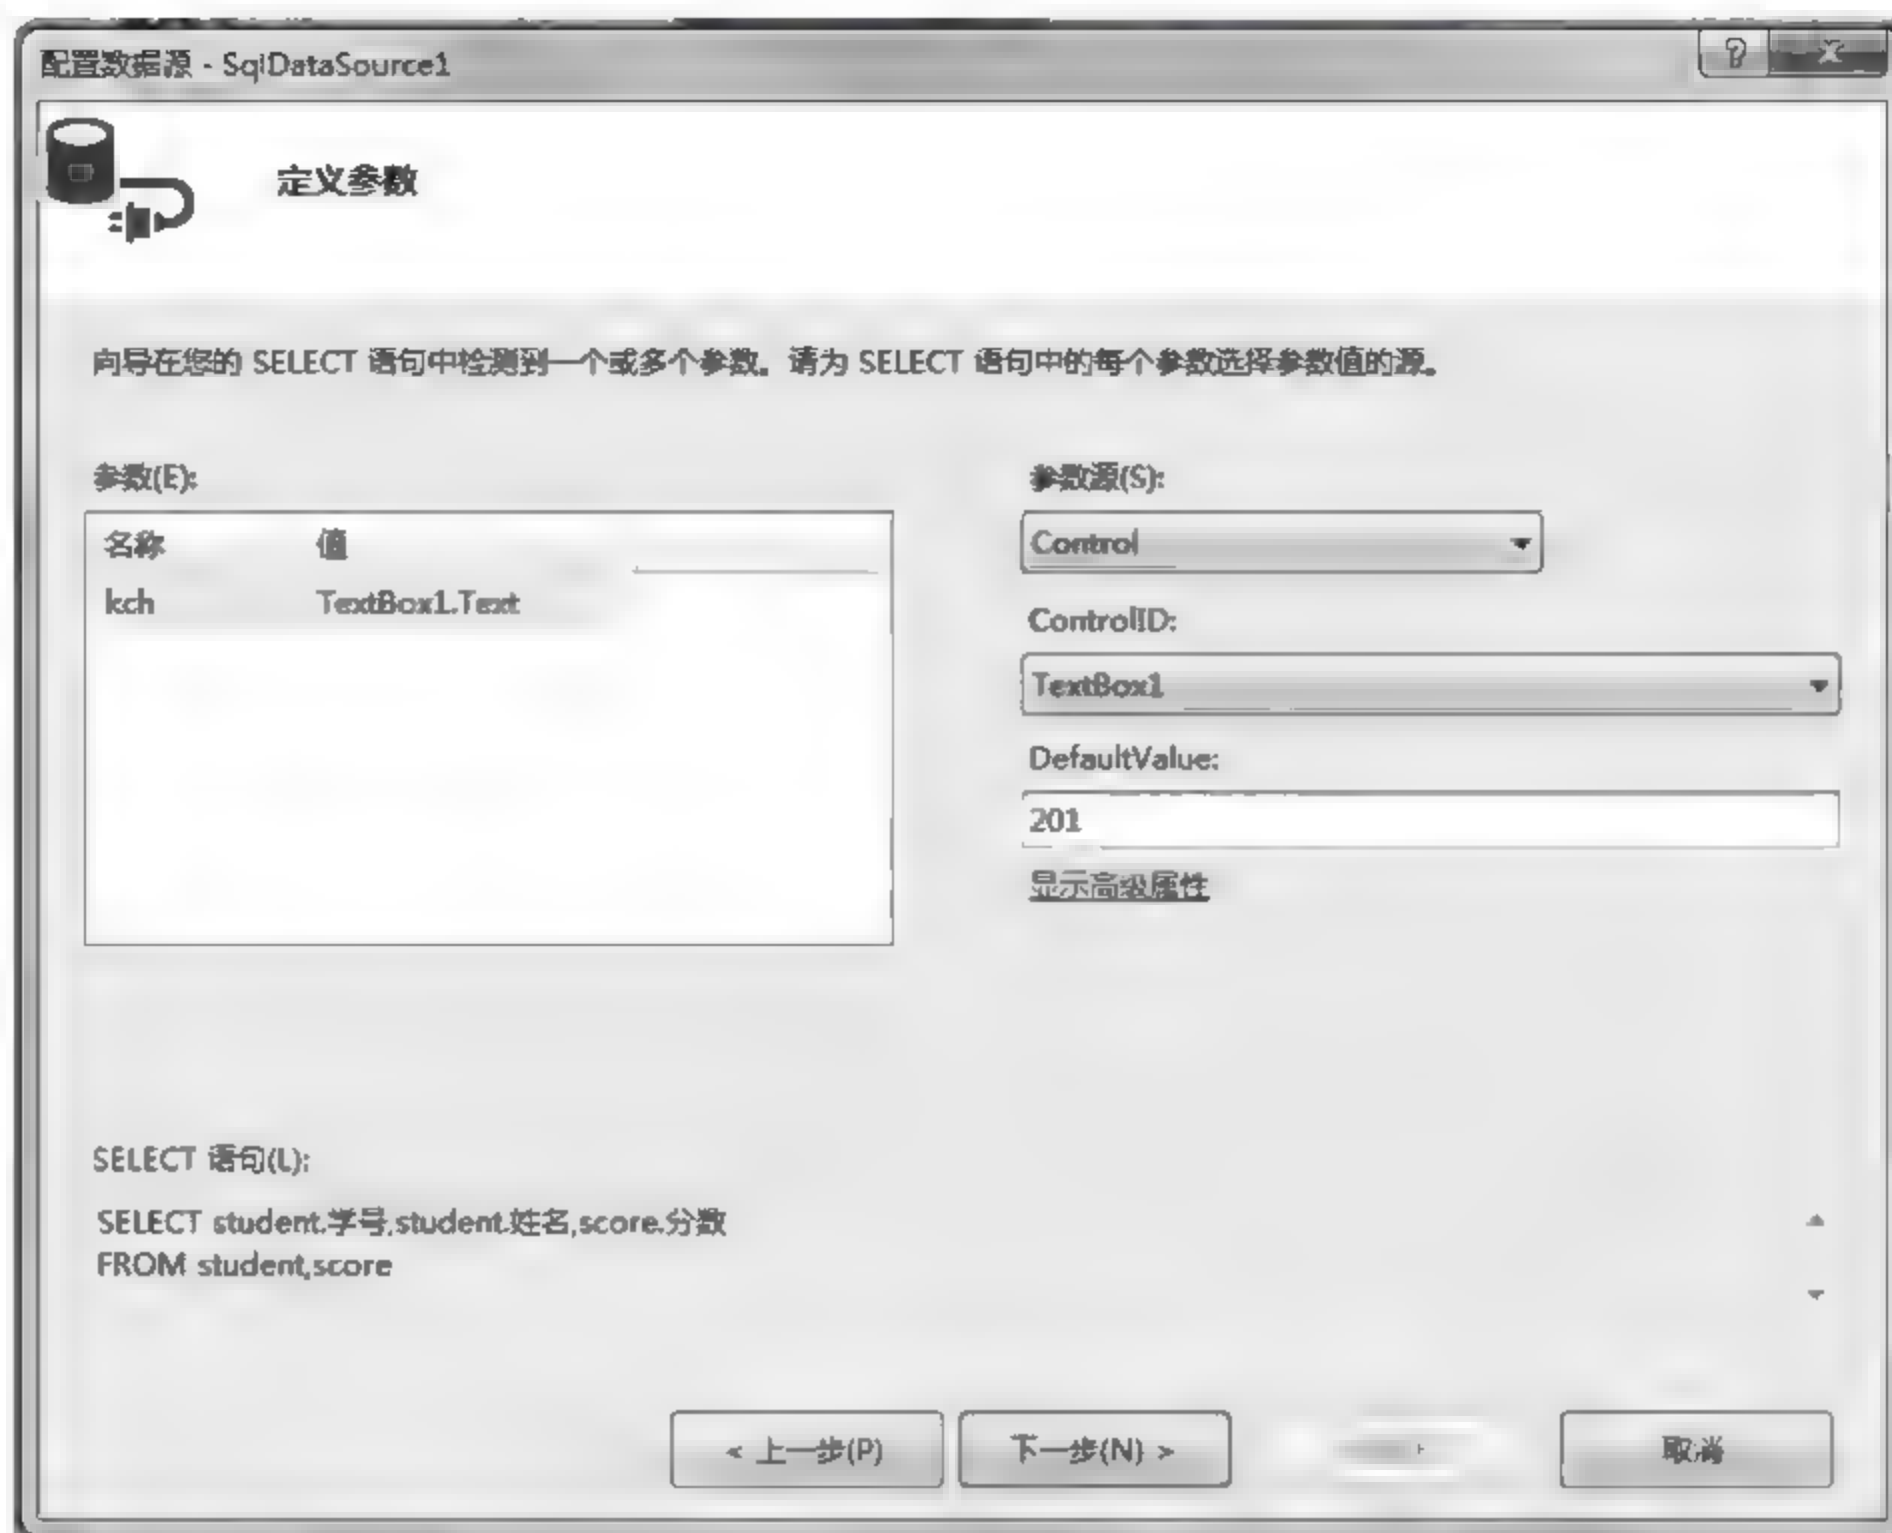 配置数据源 - SqlDataSource1
定义参数
向导在您的 SELECT 语句中检测到一个或多个参数。请为 SELECT 语句中的每个参数选择参数值的源。
参数(E):
名称 值
kch TextBox1.Text
参数源(S):
Control
ControlID:
TextBox1
DefaultValue:
201
显示高级属性
SELECT 语句(L):
SELECT student.学号,student.姓名,score.分数
FROM student,score
< 上一步(P)
下一步(N) >
取消